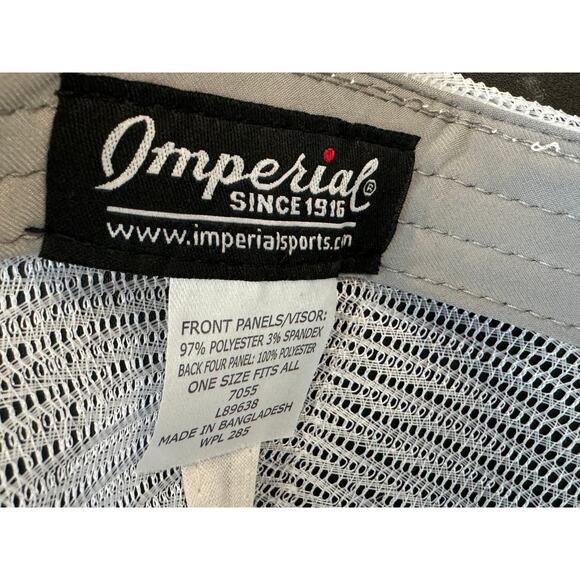 Imperial®
SINCE 1916
www.imperialsports.c
FRONT PANELS/VISOR:
97% POLYESTER 3% SPANDEX
BACK FOUR PANEL: 100% POLYESTER
ONE SIZE FITS ALL
7055
L89638
MADE IN BANGLADESH
WPL 285